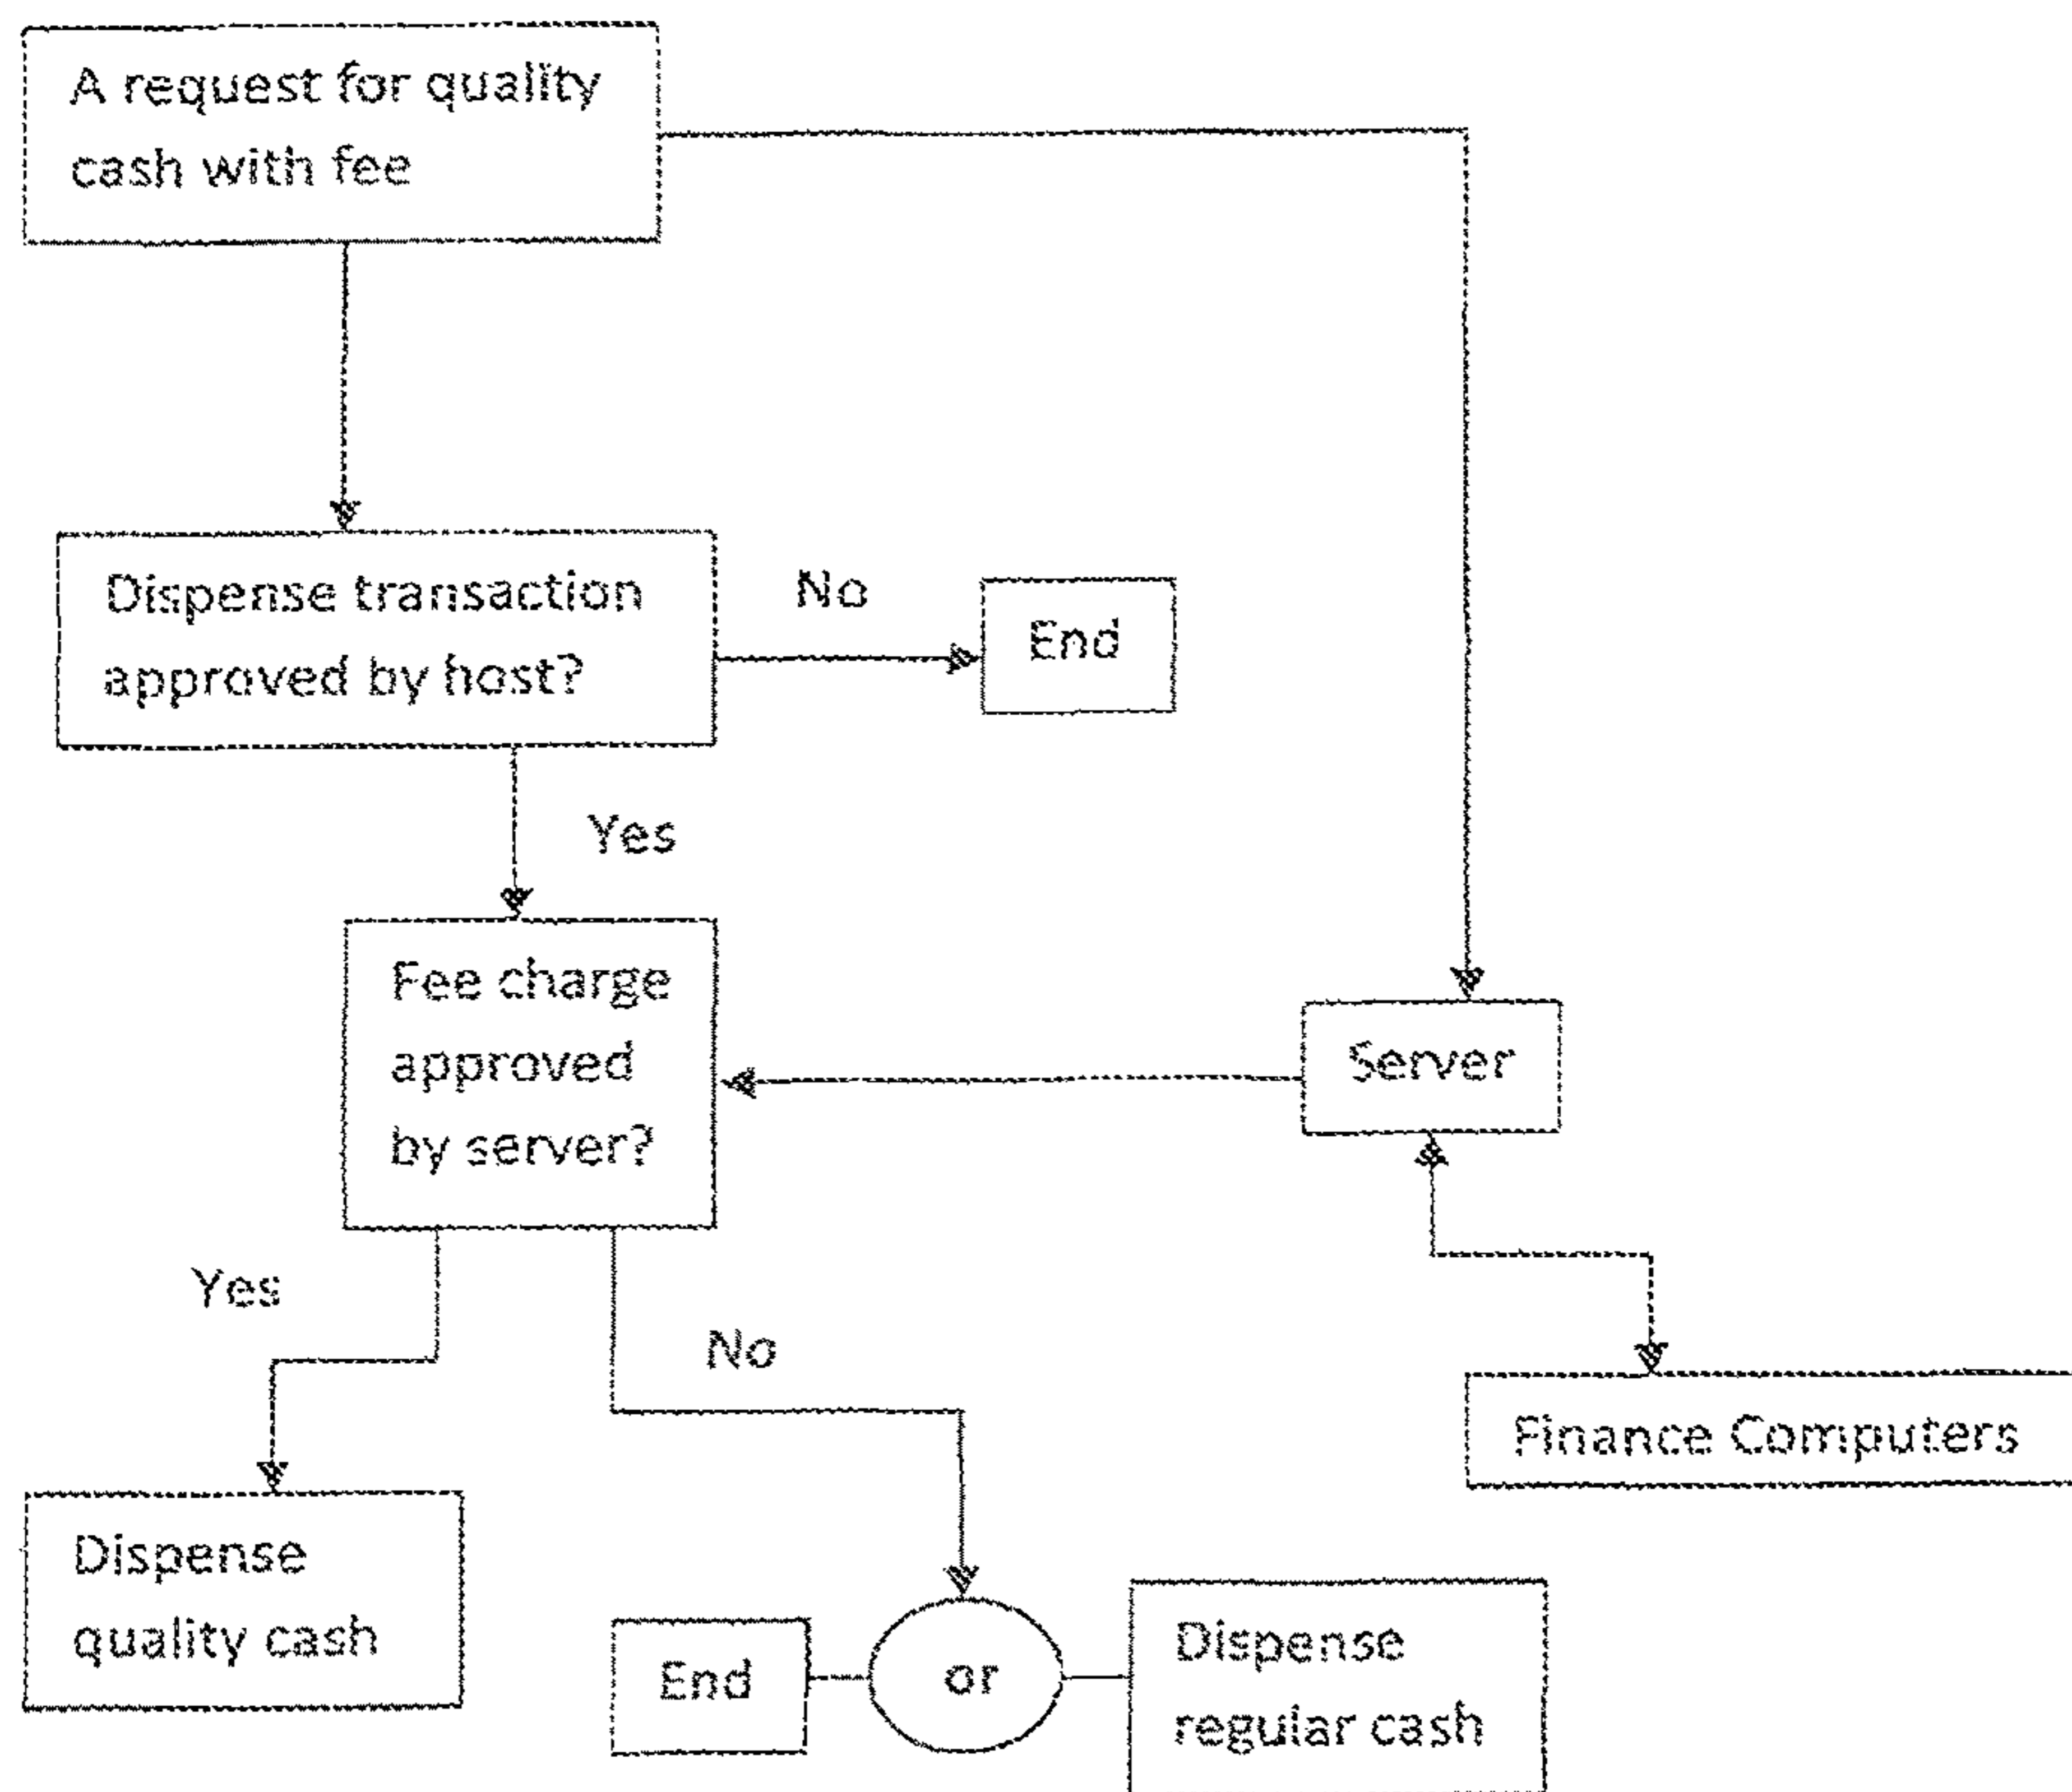 A request for quality
cash with fee
Dispense transaction
approved by host?
No
End
Yes
Fee charge
approved
by server?
Server
Yes
No
Finance Computers
Dispense
quality cash
End
or
Dispense
regular cash